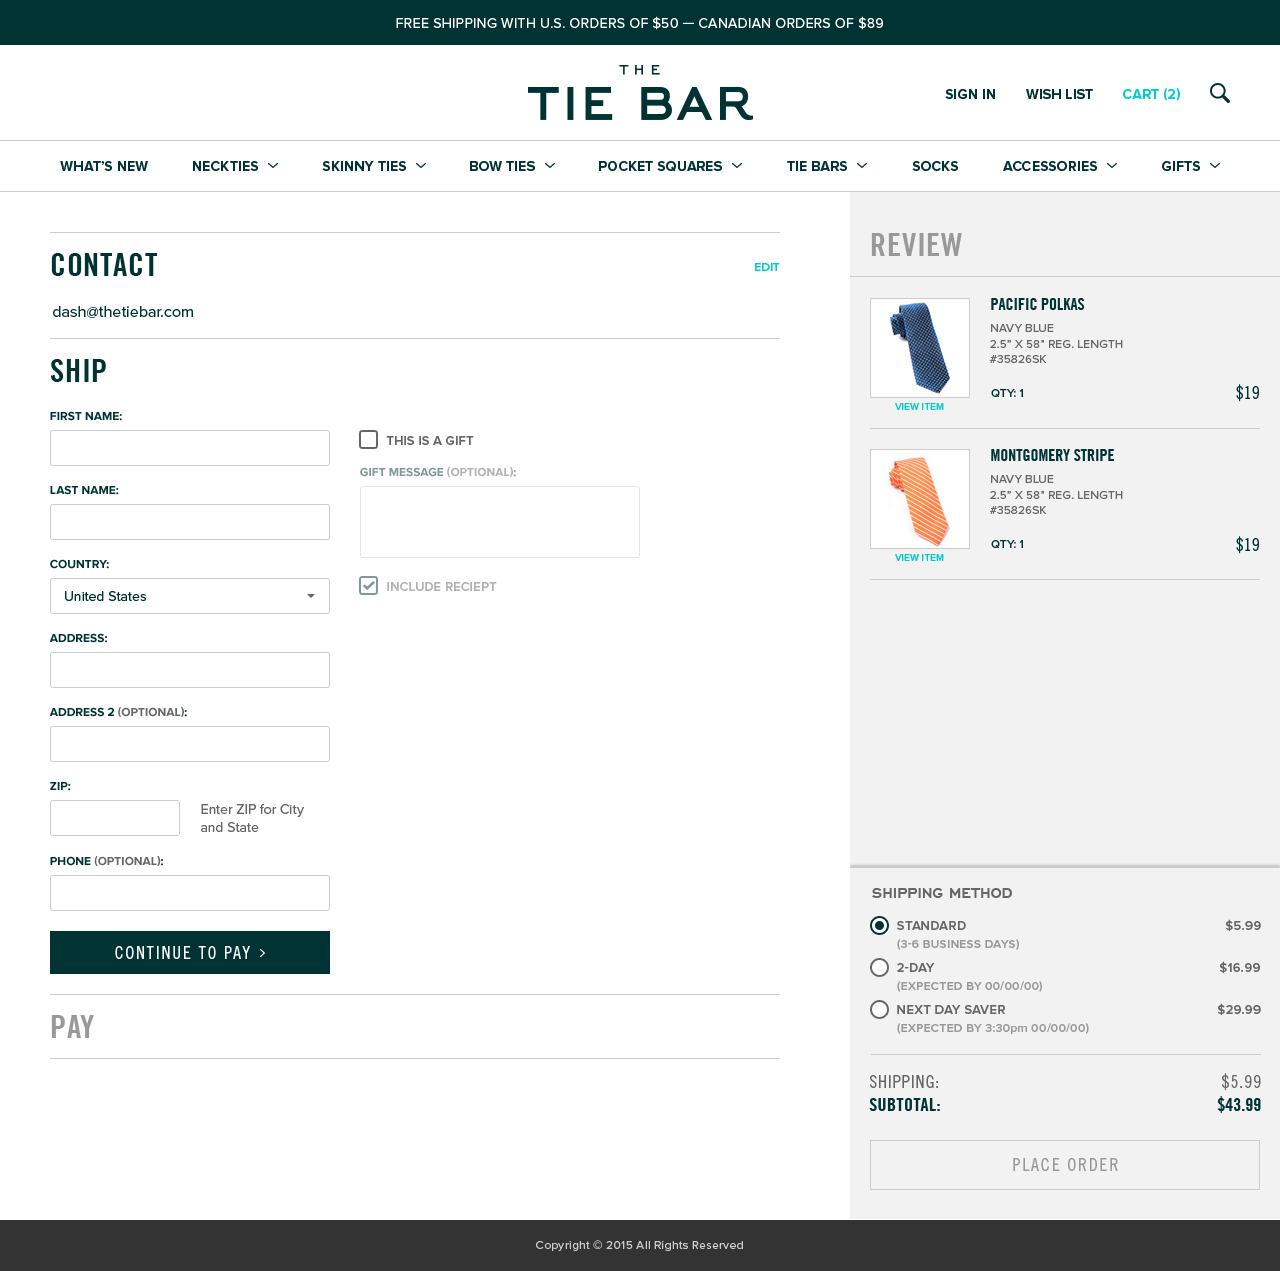 FREE SHIPPING WITH U.S. ORDERS OF $50 — CANADIAN ORDERS OF $89
THE
TIE BAR
SIGN IN
WISH LIST
CART (2)
WHAT'S NEW
NECKTIES
SKINNY TIES
BOW TIES
POCKET SQUARES
TIE BARS
SOCKS
ACCESSORIES
GIFTS
CONTACT
EDIT
dash@thetiebar.com
SHIP
FIRST NAME:
LAST NAME:
COUNTRY:
United States
ADDRESS:
ADDRESS 2 (OPTIONAL):
ZIP:
Enter ZIP for City
and State
PHONE (OPTIONAL):
CONTINUE TO PAY >
THIS IS A GIFT
GIFT MESSAGE (OPTIONAL):
INCLUDE RECIEPT
PAY
REVIEW
PACIFIC POLKAS
NAVY BLUE
2.5" X 58" REG. LENGTH
#35826SK
QTY: 1
$19
VIEW ITEM
MONTGOMERY STRIPE
NAVY BLUE
2.5" X 58" REG. LENGTH
#35826SK
QTY: 1
$19
VIEW ITEM
SHIPPING METHOD
STANDARD $5.99
(3-6 BUSINESS DAYS)
2-DAY $16.99
(EXPECTED BY 00/00/00)
NEXT DAY SAVER $29.99
(EXPECTED BY 3:30pm 00/00/00)
SHIPPING: $5.99
SUBTOTAL: $43.99
PLACE ORDER
Copyright © 2015 All Rights Reserved